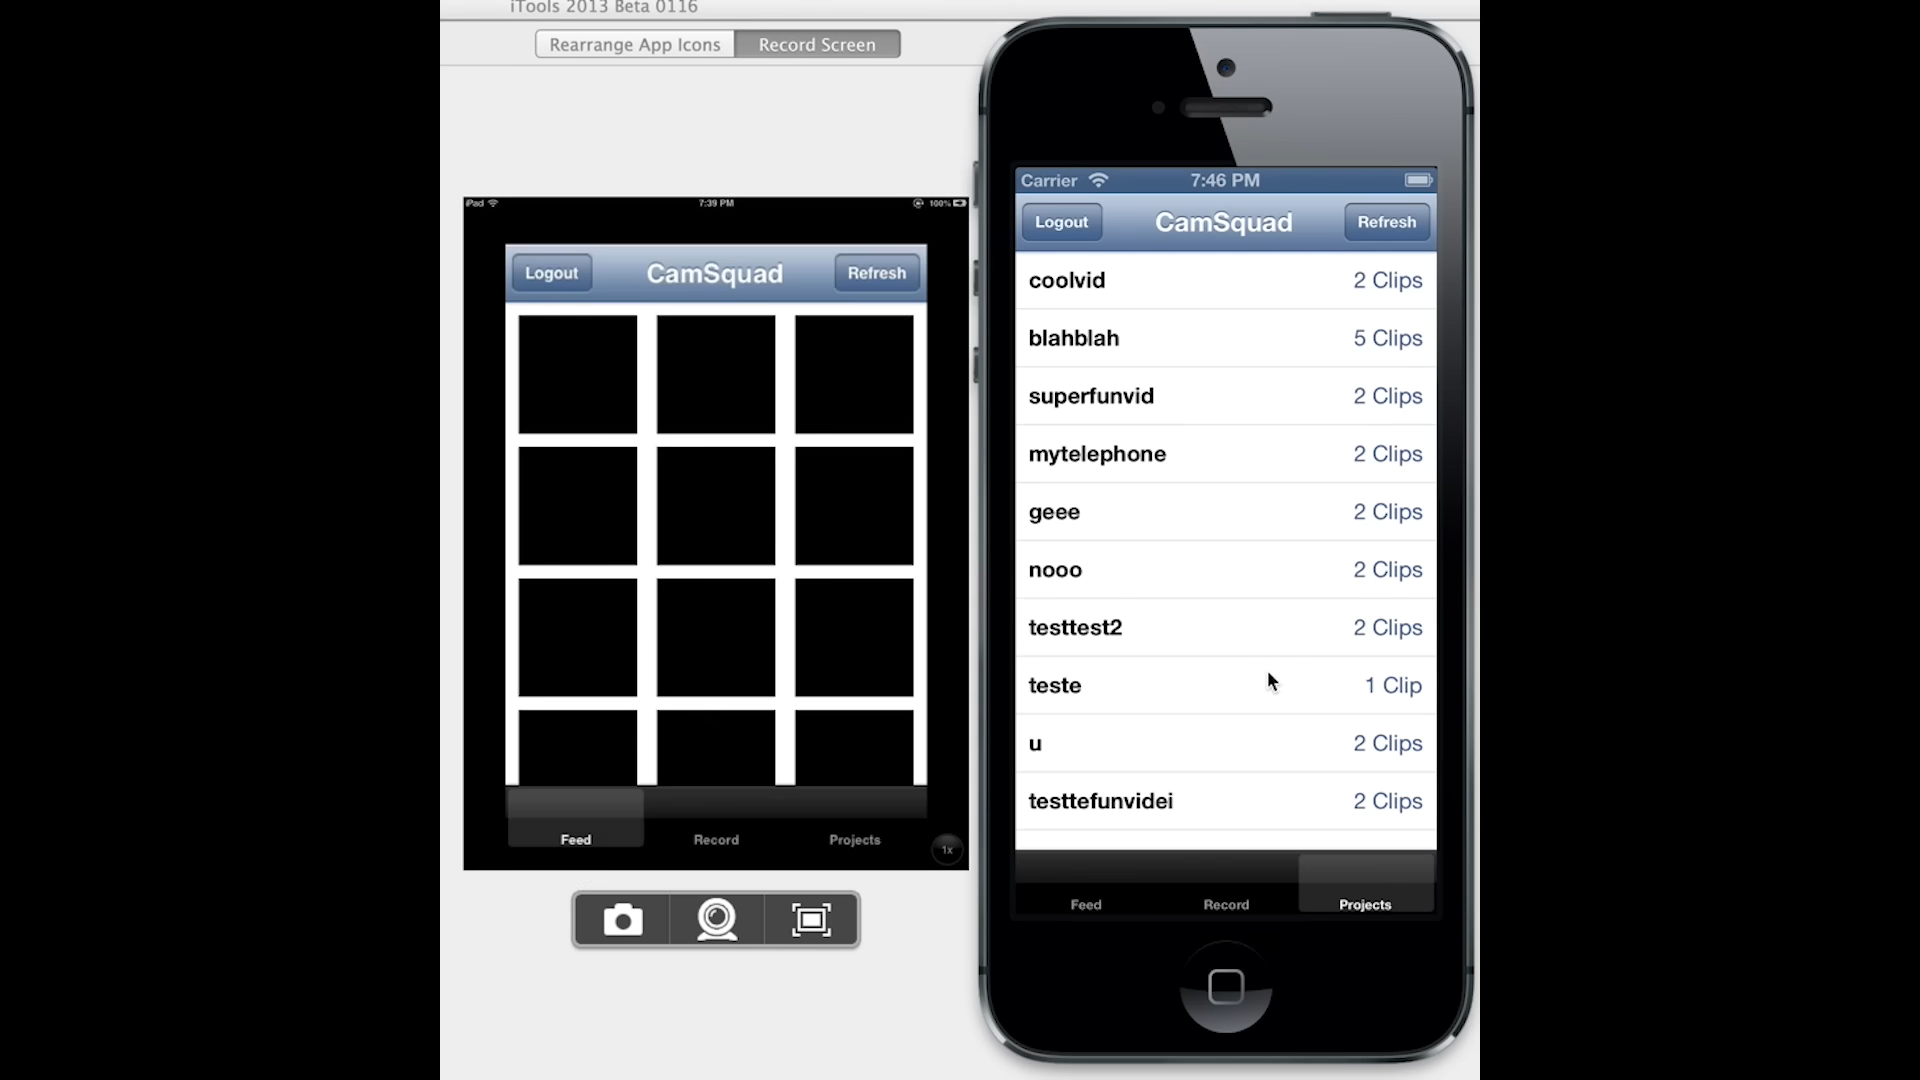 iTools 2013 Beta 0116
Rearrange App Icons
Record Screen
iPad
7:39 PM
100%
Logout
CamSquad
Refresh
Feed
Record
Projects
1x
Carrier
7:46 PM
Logout
CamSquad
Refresh
coolvid 2 Clips
blahblah 5 Clips
superfunvid 2 Clips
mytelephone 2 Clips
geee 2 Clips
nooo 2 Clips
testtest2 2 Clips
teste 1 Clip
u 2 Clips
testtefunvidei 2 Clips
Feed
Record
Projects